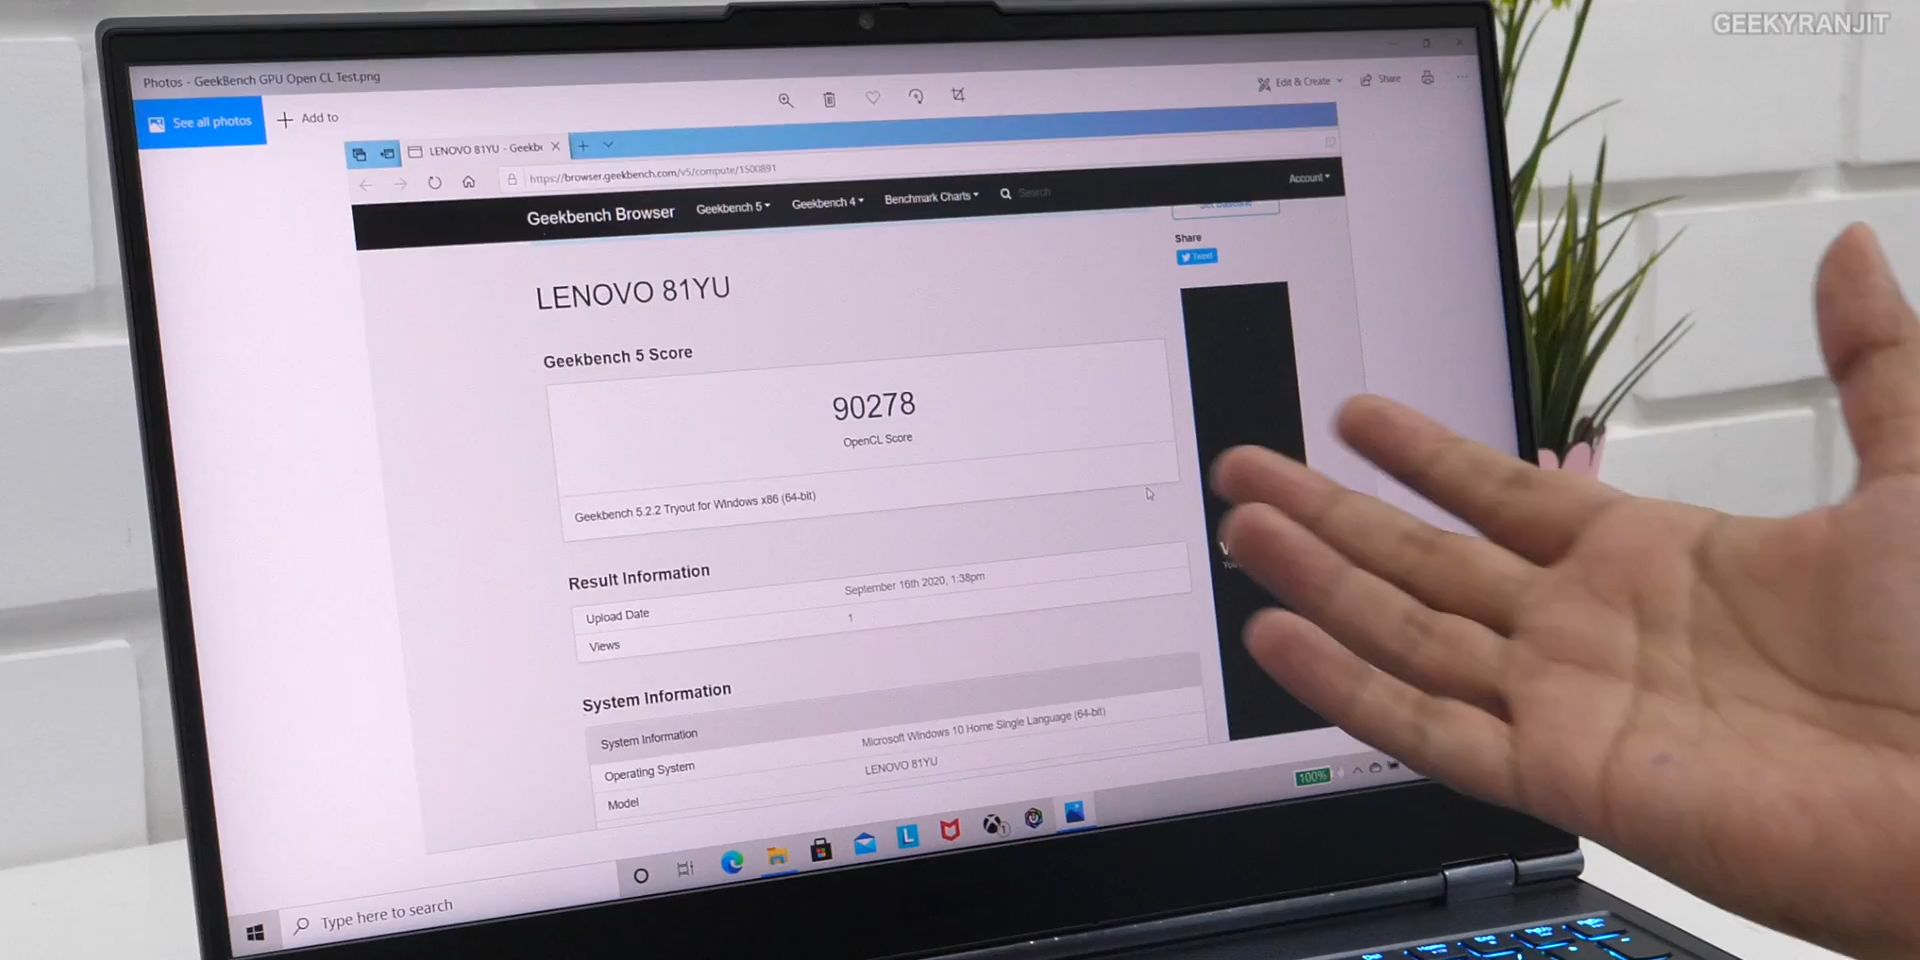 GEEKYRANJIT
Photos - GeekBench GPU Open CL Test.png
See all photos
Add to
Edit & Create
Share
LENOVO 81YU - Geekbe
https://browser.geekbench.com/v5/compute/1500891
Geekbench Browser
Geekbench 5
Geekbench 4
Benchmark Charts
Search
Account
Share
Tweet
LENOVO 81YU
Geekbench 5 Score
90278
OpenCL Score
Geekbench 5.2.2 Tryout for Windows x86 (64-bit)
Result Information
Upload Date September 16th 2020, 1:38pm
Views 1
System Information
System Information
Operating System Microsoft Windows 10 Home Single Language (64-bit)
Model LENOVO 81YU
100%
L
1
Type here to search